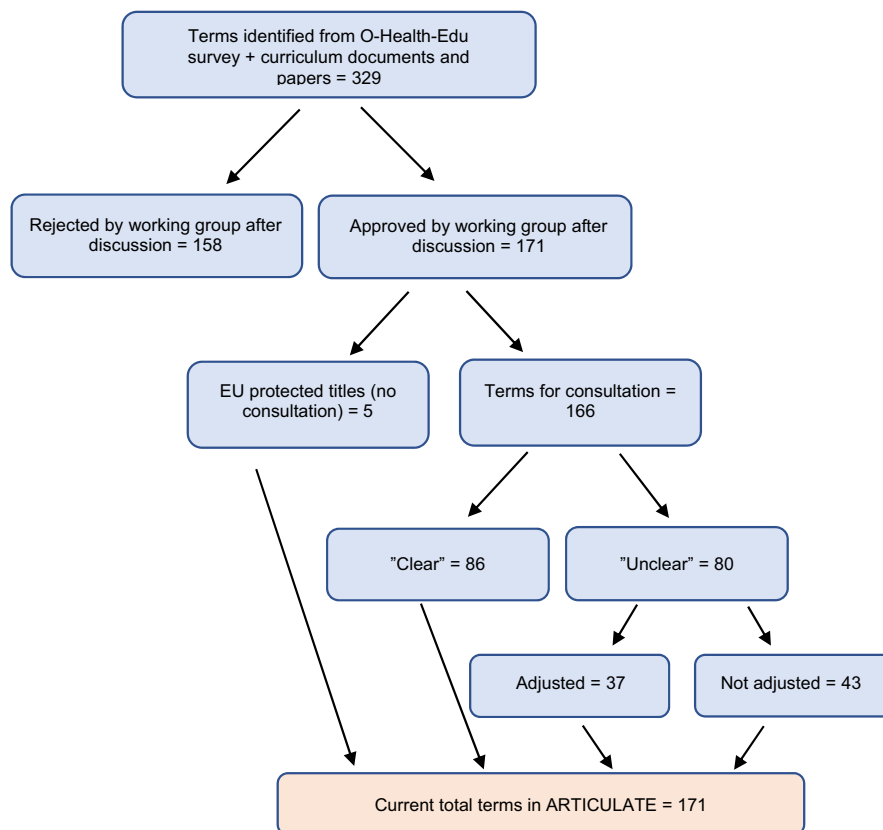 Terms identified from O-Health-Edu
survey + curriculum documents and
papers = 329
Rejected by working group after
discussion = 158
Approved by working group after
discussion = 171
EU protected titles (no
consultation) = 5
Terms for consultation =
166
”Clear” = 86
”Unclear” = 80
Adjusted = 37
Not adjusted = 43
Current total terms in ARTICULATE = 171